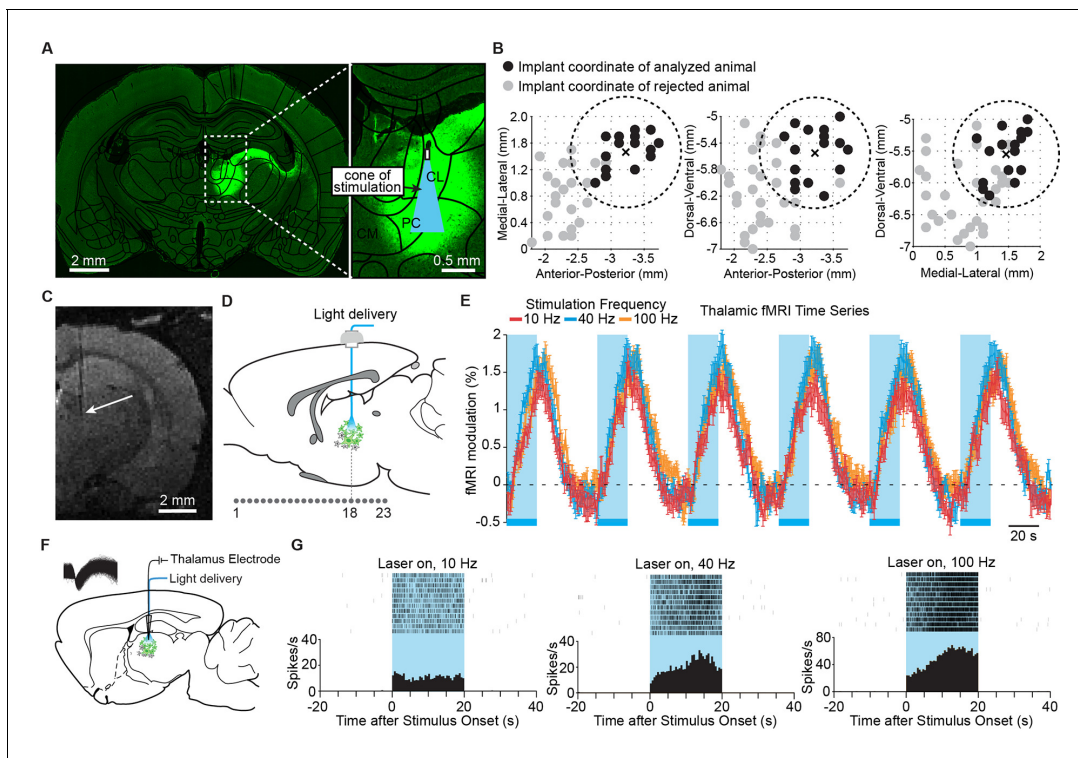 A
2 mm
cone of
stimulation
CL
PC
CM
0.5 mm
B
Implant coordinate of analyzed animal
Implant coordinate of rejected animal
Medial-Lateral (mm)
2.0
1.6
1.2
0.8
0.4
0
-2
-2.5
-3
-3.5
Anterior-Posterior (mm)
Dorsal-Ventral (mm)
-5
-5.4
-5.8
-6.2
-6.6
-7
-2
-2.5
-3
-3.5
Anterior-Posterior (mm)
Dorsal-Ventral (mm)
-5
-5.5
-6
-6.5
-7
0
0.5
1
1.5
2
Medial-Lateral (mm)
C
2 mm
D
Light delivery
1
18
23
E
Stimulation Frequency
10 Hz 40 Hz 100 Hz
Thalamic fMRI Time Series
fMRI modulation (%)
2
1.5
1
0.5
0
-0.5
20 s
F
Thalamus Electrode
Light delivery
G
Laser on, 10 Hz
Spikes/s
40
20
0
-20 0 20 40
Time after Stimulus Onset (s)
Laser on, 40 Hz
Spikes/s
40
20
0
-20 0 20 40
Time after Stimulus Onset (s)
Laser on, 100 Hz
Spikes/s
80
40
0
-20 0 20 40
Time after Stimulus Onset (s)